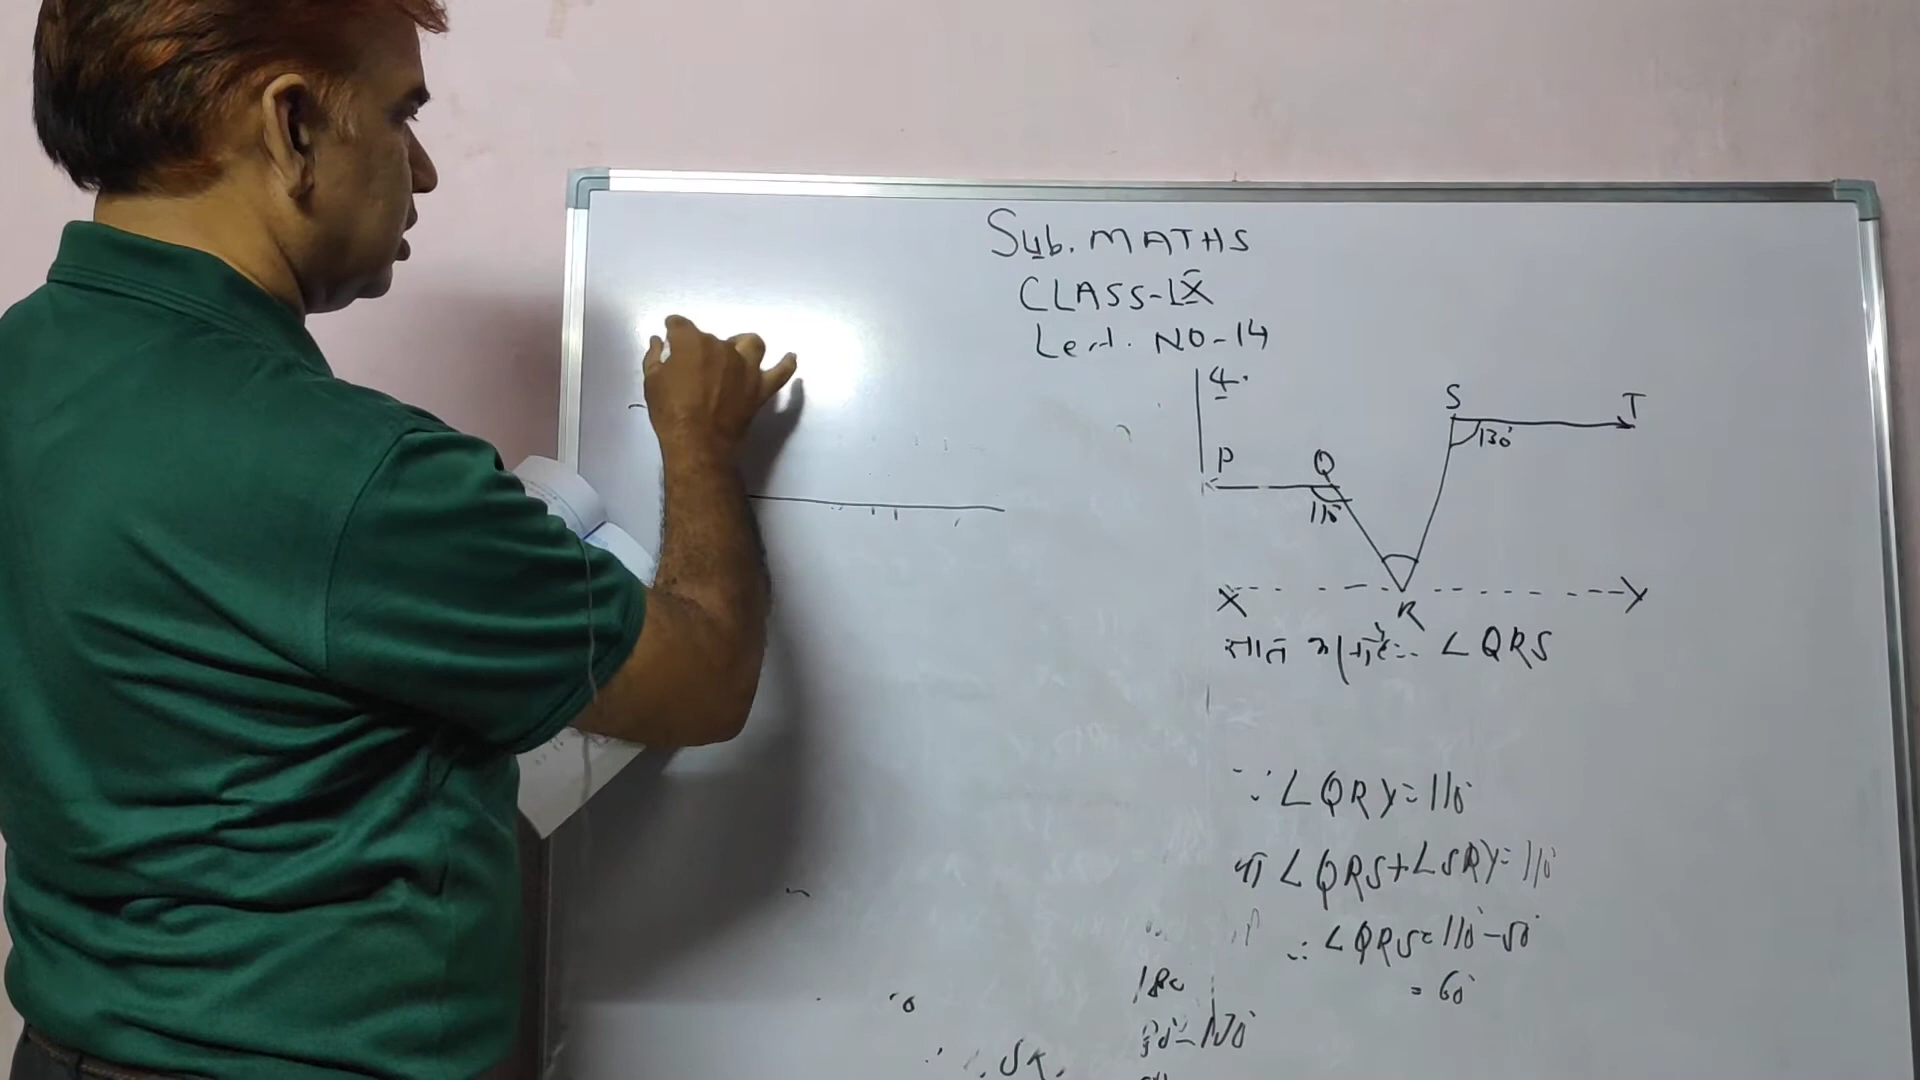 Sub. MATHS
CLASS-IX
Lect. NO-14
4.
S T
130°
P Q
110°
X R Y
ज्ञात करना है:- ∠QRS
∵ ∠QRY=110°
या ∠QRS+∠SRY=110°
∴ ∠QRS=110°-50°
= 60°
180